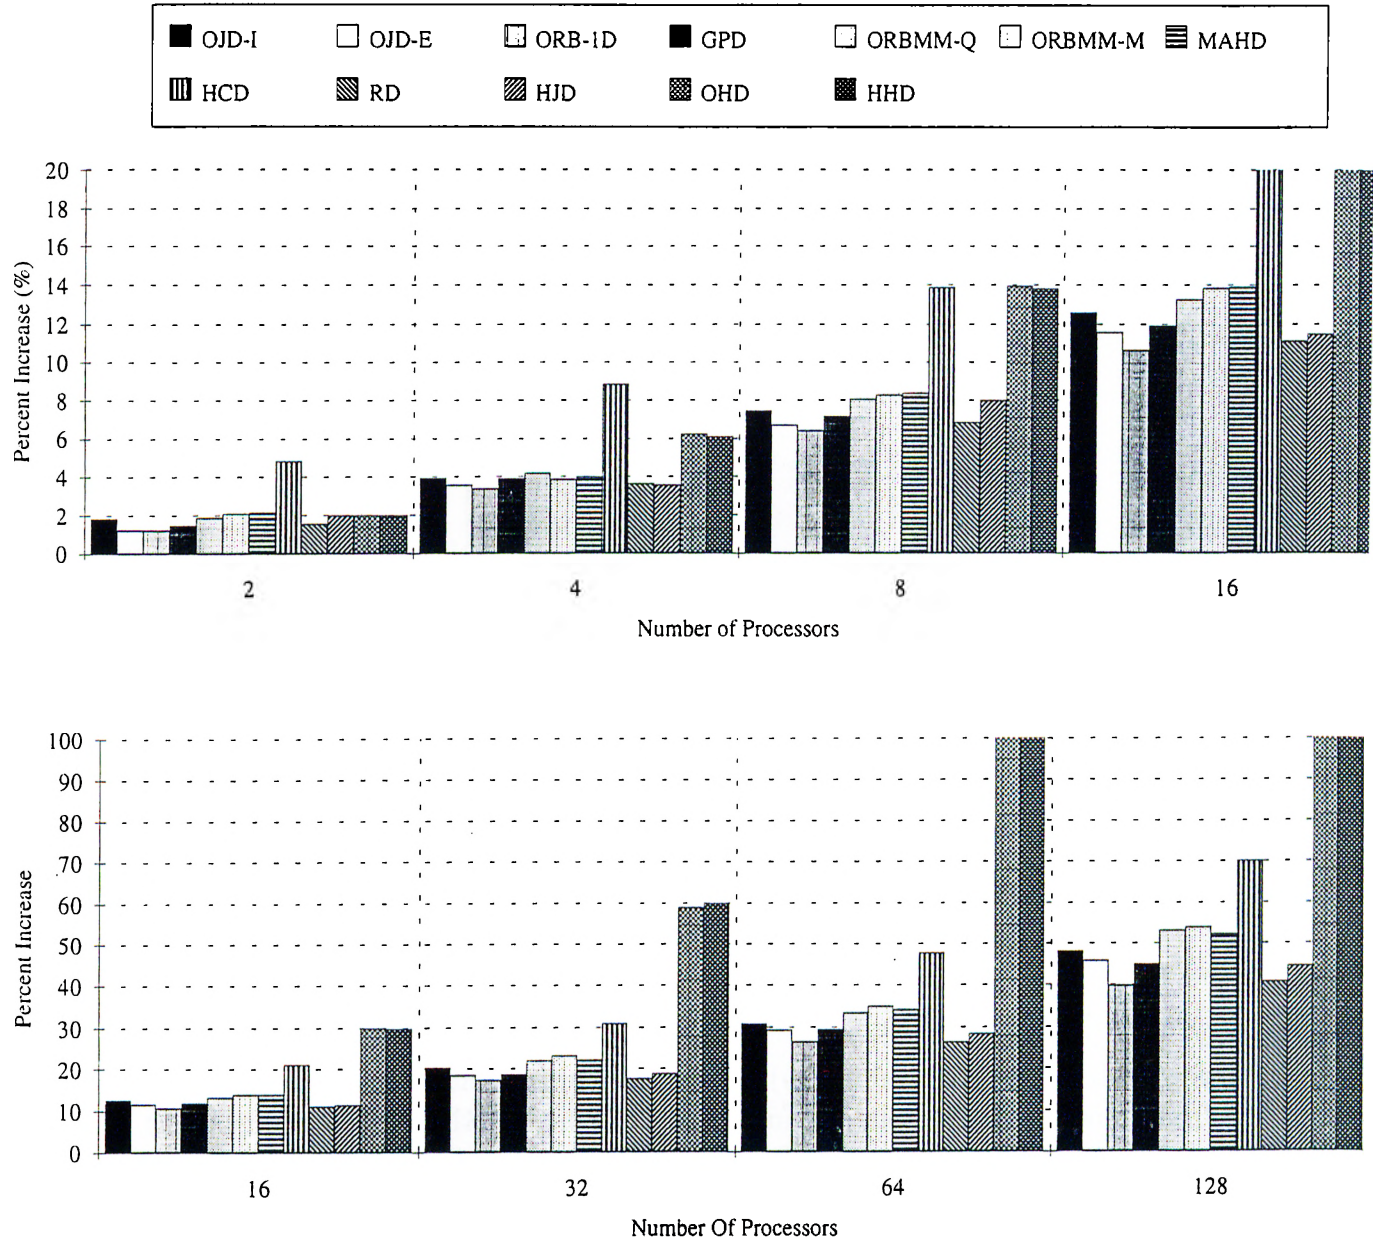 OJD-I OJD-E ORB-1D GPD ORBMM-Q ORBMM-M MAHD
HCD RD HJD OHD HHD
Percent Increase (%)
20
18
16
14
12
10
8
6
4
2
0
2 4 8 16
Number of Processors
Percent Increase
100
90
80
70
60
50
40
30
20
10
0
16 32 64 128
Number Of Processors